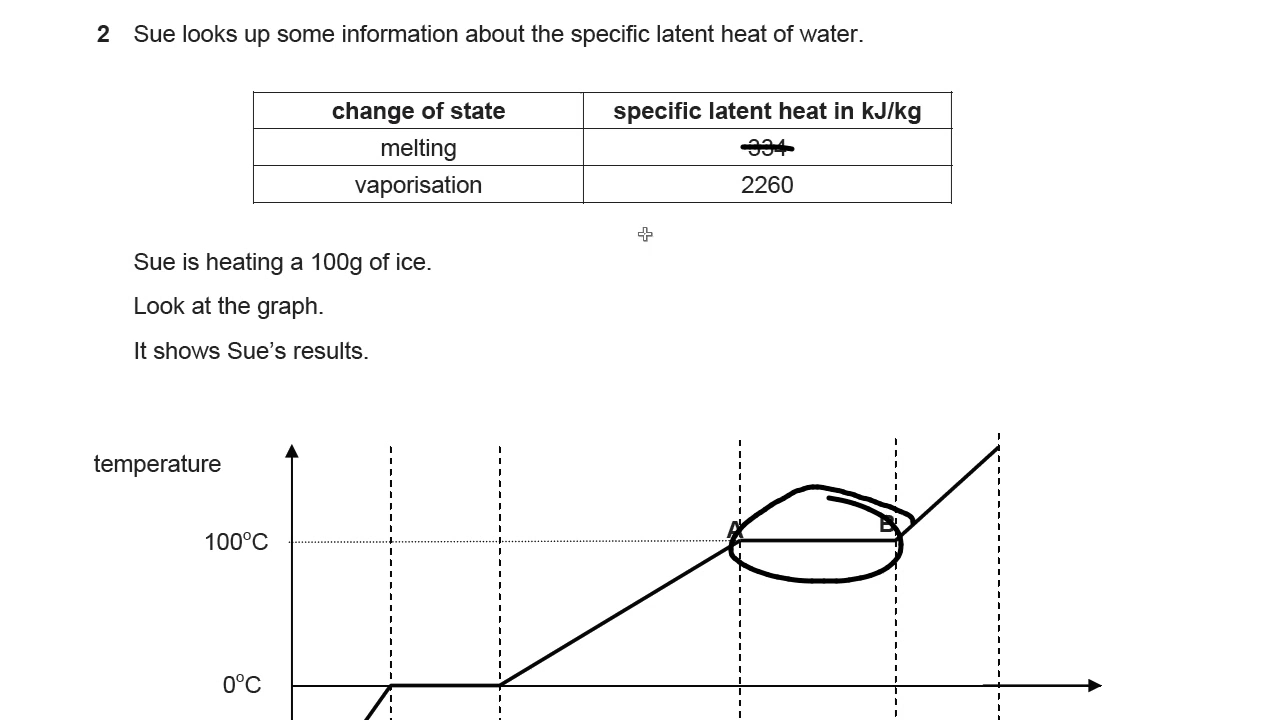 2 Sue looks up some information about the specific latent heat of water.
change of state specific latent heat in kJ/kg
melting 334
vaporisation 2260
Sue is heating a 100g of ice.
Look at the graph.
It shows Sue's results.
temperature
A B
100°C
0°C